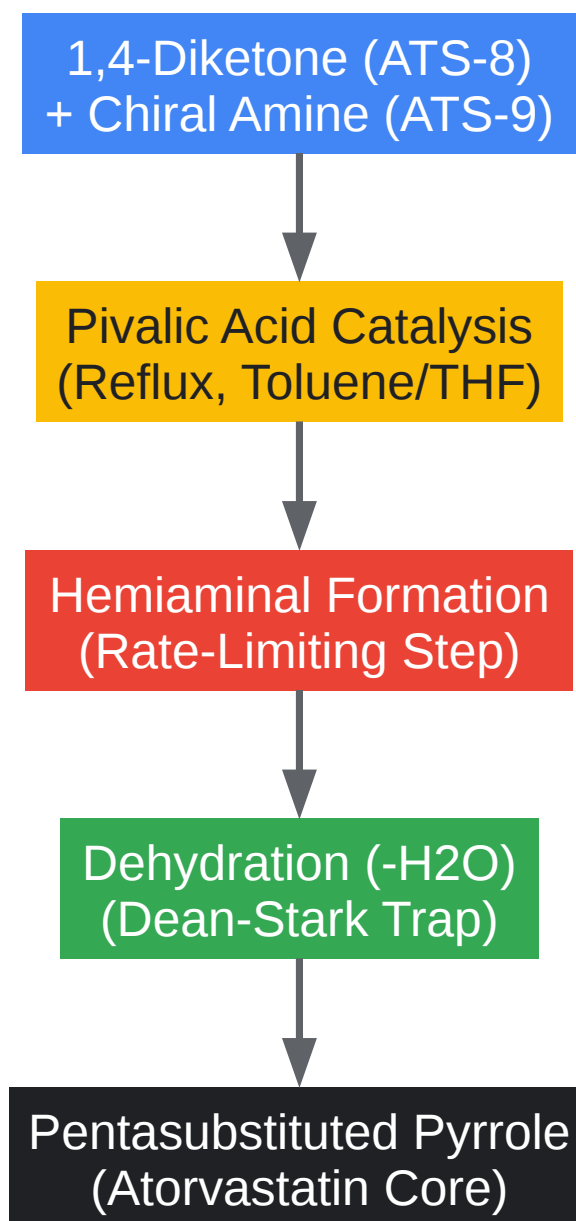 1,4-Diketone (ATS-8)
+ Chiral Amine (ATS-9)
Pivalic Acid Catalysis
(Reflux, Toluene/THF)
Hemiaminal Formation
(Rate-Limiting Step)
Dehydration (-H2O)
(Dean-Stark Trap)
Pentasubstituted Pyrrole
(Atorvastatin Core)